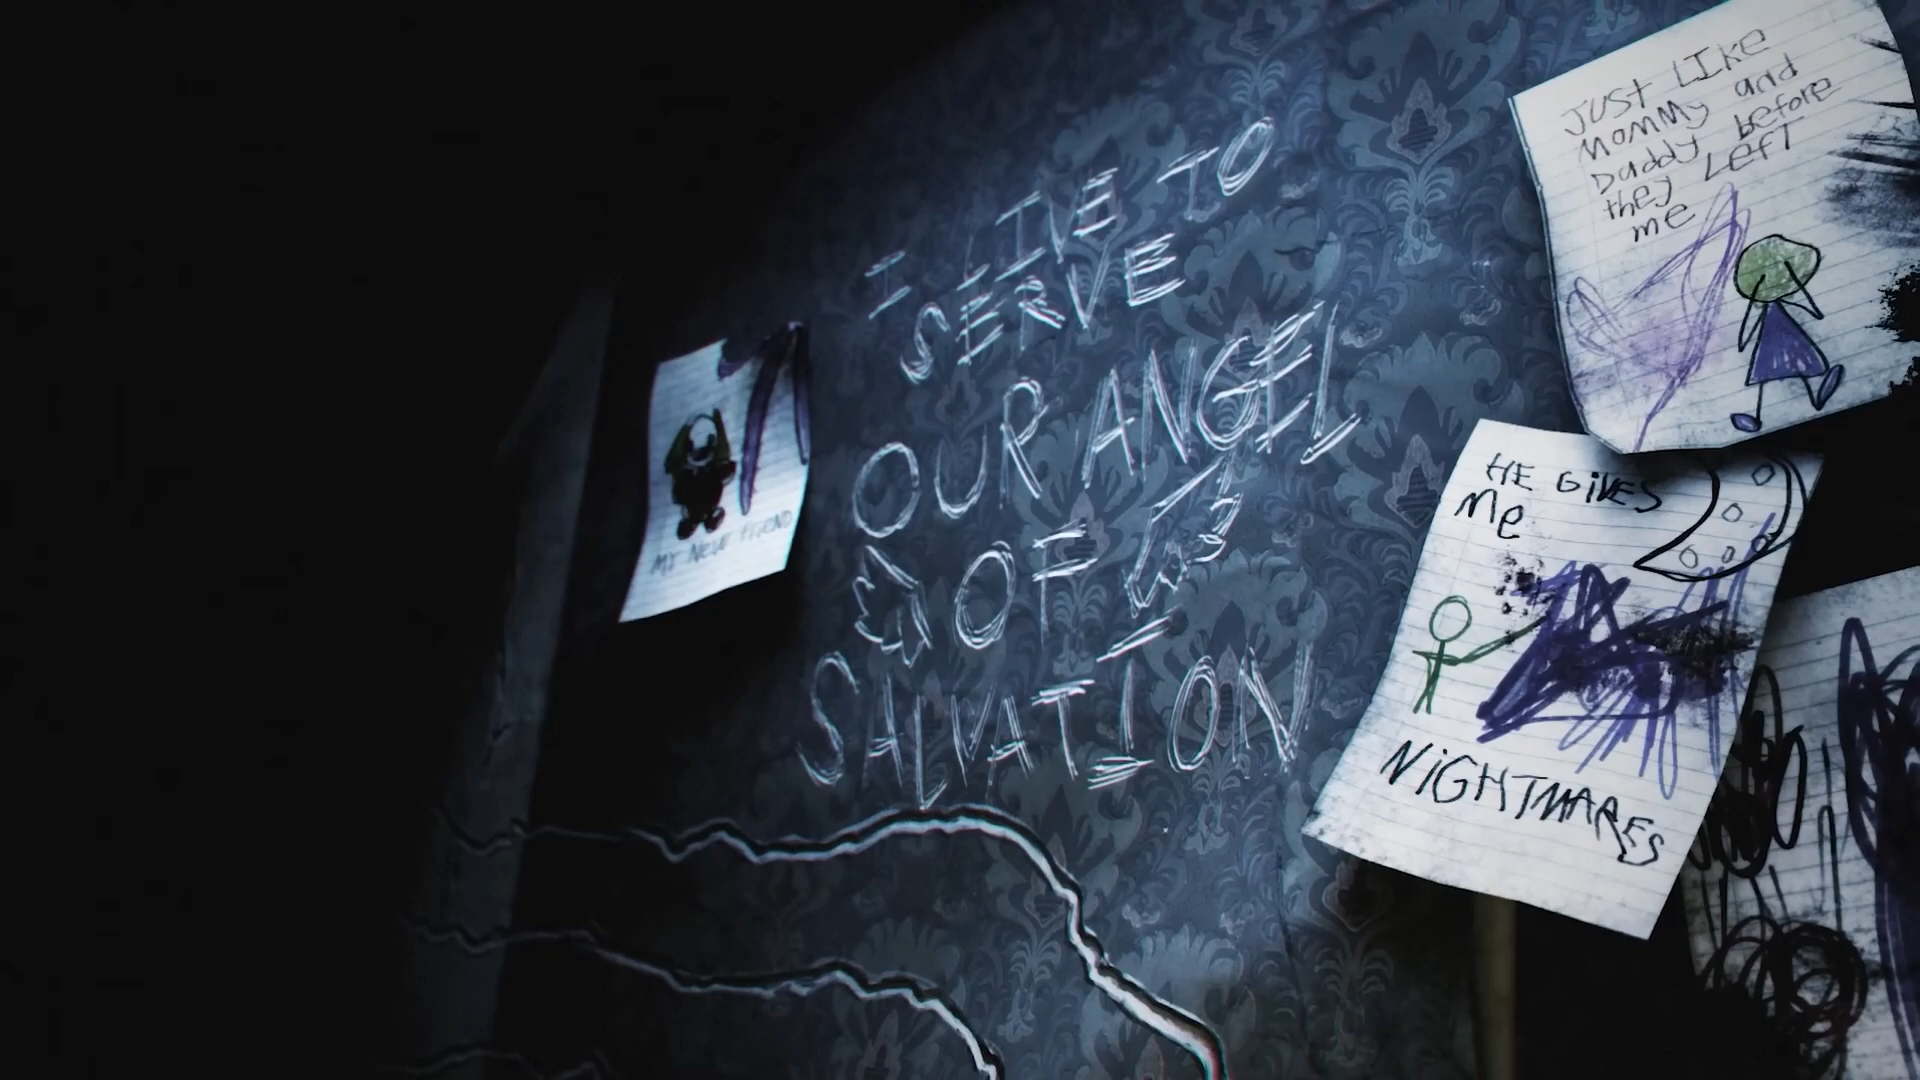 I LIVE TO
SERVE
OUR ANGEL
OF
SALVATION
MY NEW FRIEND
JUST LIKE
MOMMY and
DaDDy before
they LEFT
me
HE GiVES
Me
NiGHTMARES